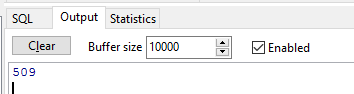 SQL Output Statistics
Clear Buffer size 10000 Enabled
509